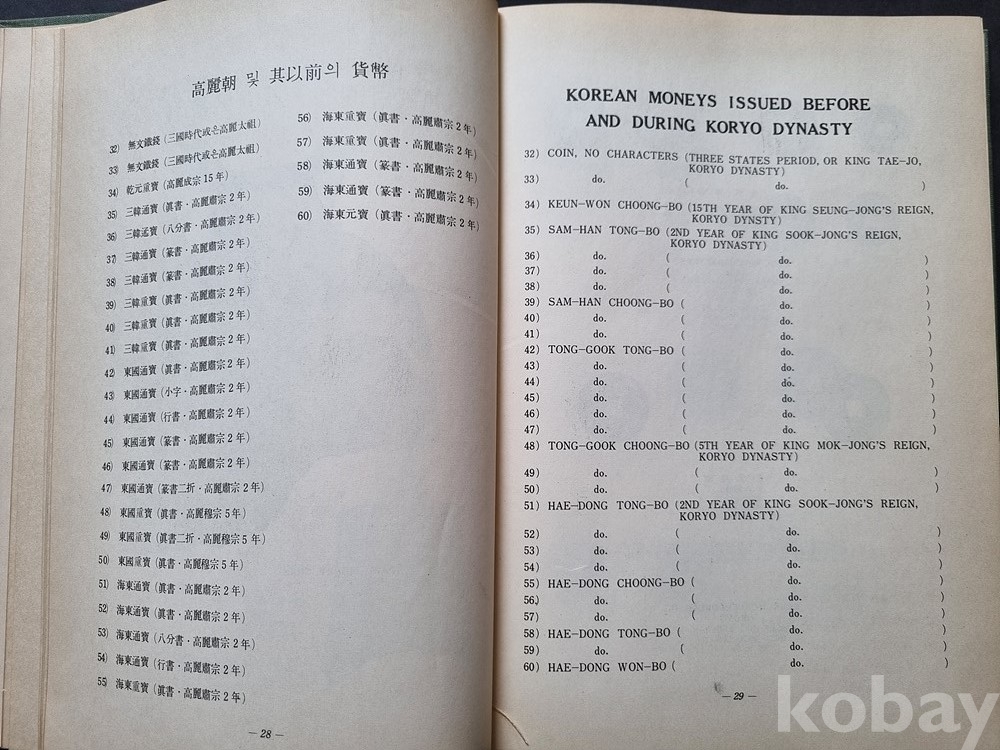 高麗朝 및 其以前의 貨幣
32) 無文鐵錢 (三國時代或은高麗太祖)
33) 無文鐵錢 (三國時代或은高麗太祖)
34) 乾元重寶 (高麗成宗15年)
35) 三韓通寶 (眞書・高麗肅宗2年)
36) 三韓通寶 (八分書・高麗肅宗2年)
37) 三韓通寶 (篆書・高麗肅宗2年)
38) 三韓通寶 (篆書・高麗肅宗2年)
39) 三韓重寶 (眞書・高麗肅宗2年)
40) 三韓重寶 (眞書・高麗肅宗2年)
41) 三韓重寶 (眞書・高麗肅宗2年)
42) 東國通寶 (眞書・高麗肅宗2年)
43) 東國通寶 (小字・高麗肅宗2年)
44) 東國通寶 (行書・高麗肅宗2年)
45) 東國通寶 (篆書・高麗肅宗2年)
46) 東國通寶 (篆書・高麗肅宗2年)
47) 東國通寶 (篆書二折・高麗肅宗2年)
48) 東國重寶 (眞書・高麗穆宗5年)
49) 東國重寶 (眞書二折・高麗穆宗5年)
50) 東國重寶 (眞書・高麗穆宗5年)
51) 海東通寶 (眞書・高麗肅宗2年)
52) 海東通寶 (眞書・高麗肅宗2年)
53) 海東通寶 (八分書・高麗肅宗2年)
54) 海東通寶 (行書・高麗肅宗2年)
55) 海東重寶 (眞書・高麗肅宗2年)
56) 海東重寶 (眞書・高麗肅宗2年)
57) 海東重寶 (眞書・高麗肅宗2年)
58) 海東通寶 (篆書・高麗肅宗2年)
59) 海東通寶 (篆書・高麗肅宗2年)
60) 海東元寶 (眞書・高麗肅宗2年)
— 28 —
KOREAN MONEYS ISSUED BEFORE
AND DURING KORYO DYNASTY
32) COIN, NO CHARACTERS (THREE STATES PERIOD, OR KING TAE-JO,
KORYO DYNASTY)
33) do. ( do. )
34) KEUN-WON CHOONG-BO (15TH YEAR OF KING SEUNG-JONG'S REIGN,
KORYO DYNSTY)
35) SAM-HAN TONG-BO (2ND YEAR OF KING SOOK-JONG'S REIGN,
KORYO DYNASTY)
36) do. ( do. )
37) do. ( do. )
38) do. ( do. )
39) SAM-HAN CHOONG-BO ( do. )
40) do. ( do. )
41) do. ( do. )
42) TONG-GOOK TONG-BO ( do. )
43) do. ( do. )
44) do. ( do. )
45) do. ( do. )
46) do. ( do. )
47) do. ( do. )
48) TONG-GOOK CHOONG-BO (5TH YEAR OF KING MOK-JONG'S REIGN,
KORYO DYNASTY)
49) do. ( do. )
50) do. ( do. )
51) HAE-DONG TONG-BO (2ND YEAR OF KING SOOK-JONG'S REIGN,
KORYO DYNASTY)
52) do. ( do. )
53) do. ( do. )
54) do. ( do. )
55) HAE-DONG CHOONG-BO ( do. )
56) do. ( do. )
57) do. ( do. )
58) HAE-DONG TONG-BO ( do. )
59) do. ( do. )
60) HAE-DONG WON-BO ( do. )
— 29 —
kobay